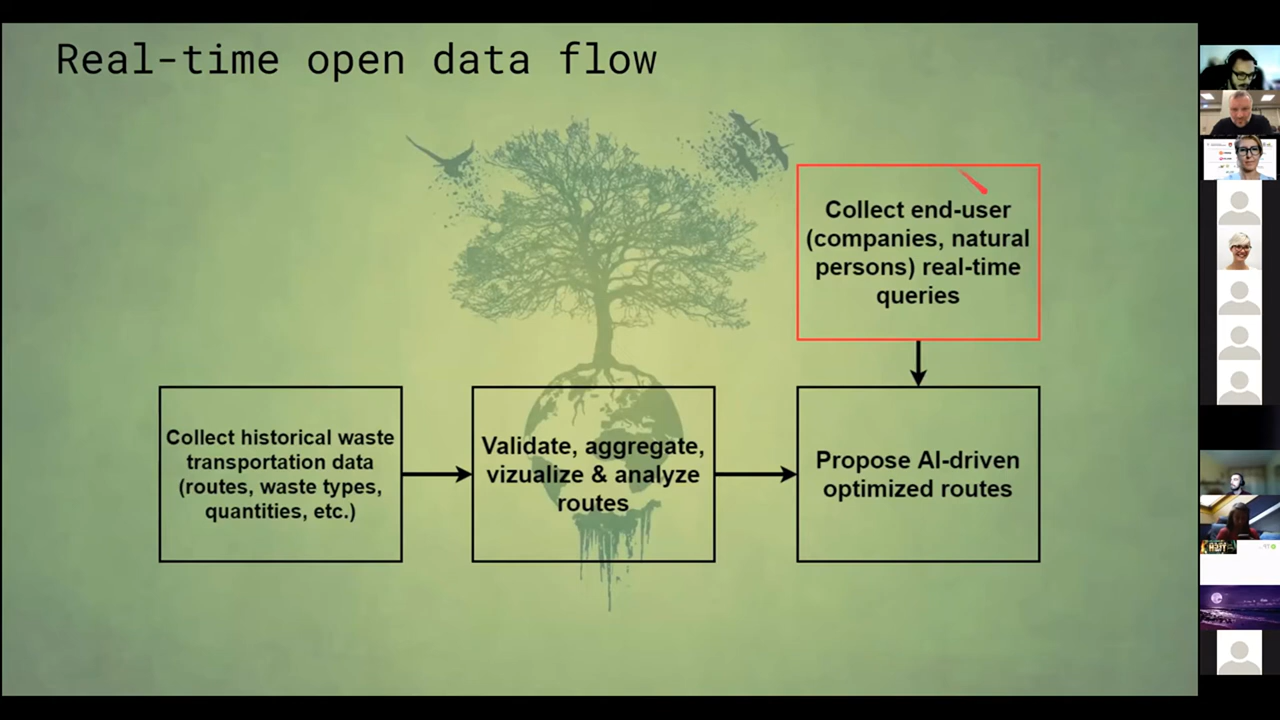 Real-time open data flow
Collect end-user
(companies, natural
persons) real-time
queries
Collect historical waste
transportation data
(routes, waste types,
quantities, etc.)
Validate, aggregate,
vizualize & analyze
routes
Propose AI-driven
optimized routes